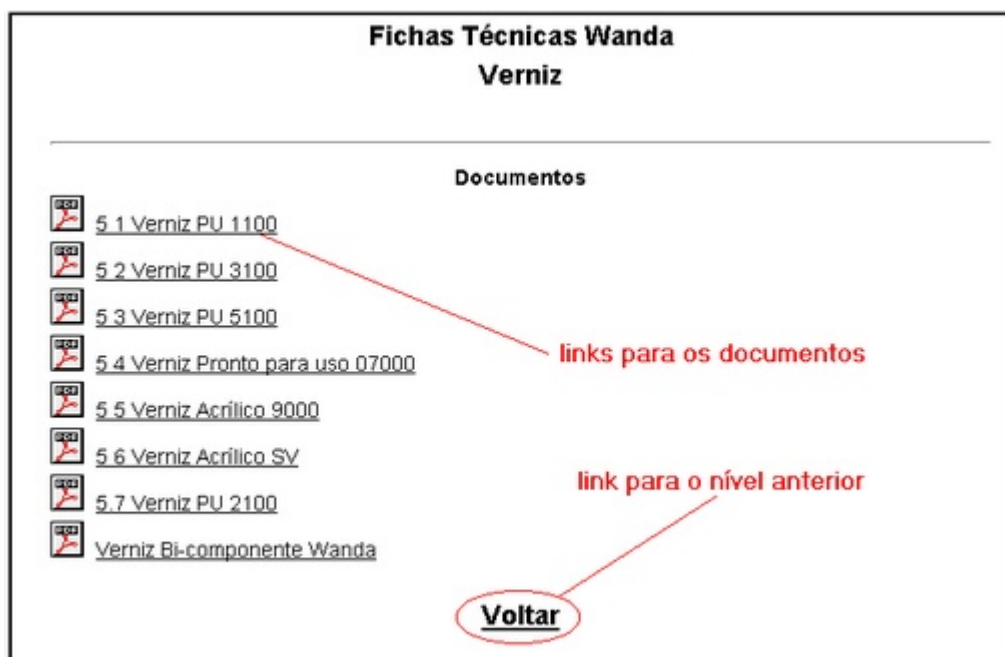 Fichas Técnicas Wanda
Verniz
Documentos
5 1 Verniz PU 1100
5 2 Verniz PU 3100
5 3 Verniz PU 5100
links para os documentos
5 4 Verniz Pronto para uso 07000
5 5 Verniz Acrílico 9000
5 6 Verniz Acrílico SV
link para o nível anterior
5.7 Verniz PU 2100
Verniz Bi-componente Wanda
Voltar